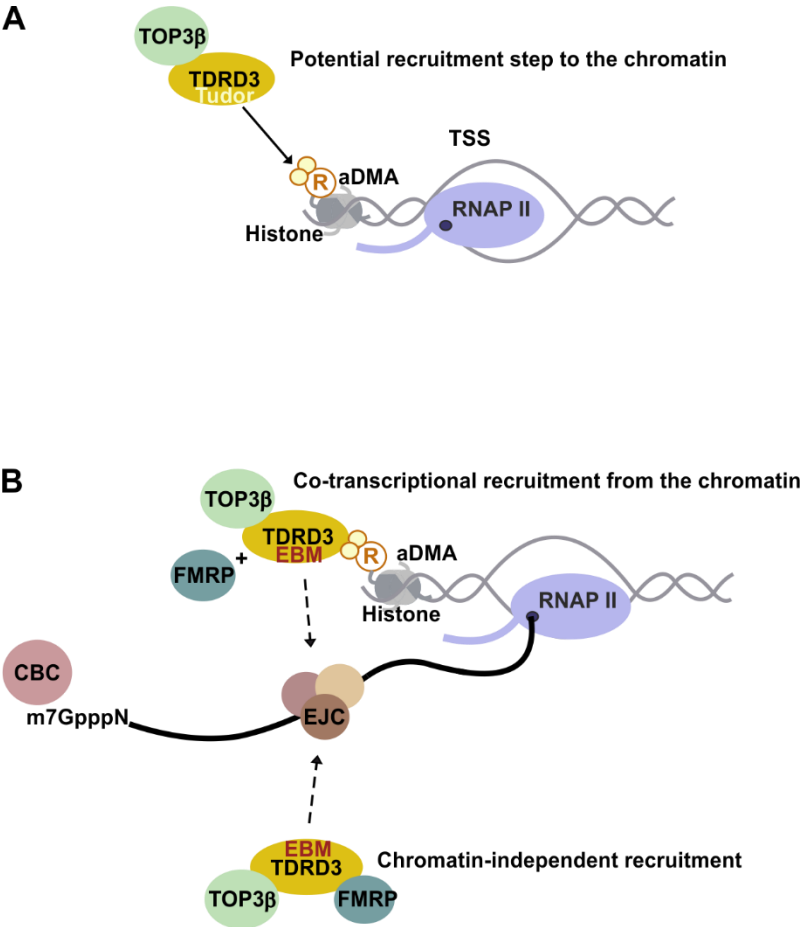 A
TOP3β
TDRD3
Tudor
Potential recruitment step to the chromatin
TSS
R
aDMA
RNAP II
Histone
B
Co-transcriptional recruitment from the chromatin
TOP3β
TDRD3
EBM
+
FMRP
R
aDMA
RNAP II
Histone
CBC
m7GpppN
EJC
EBM
TDRD3
Chromatin-independent recruitment
TOP3β
FMRP